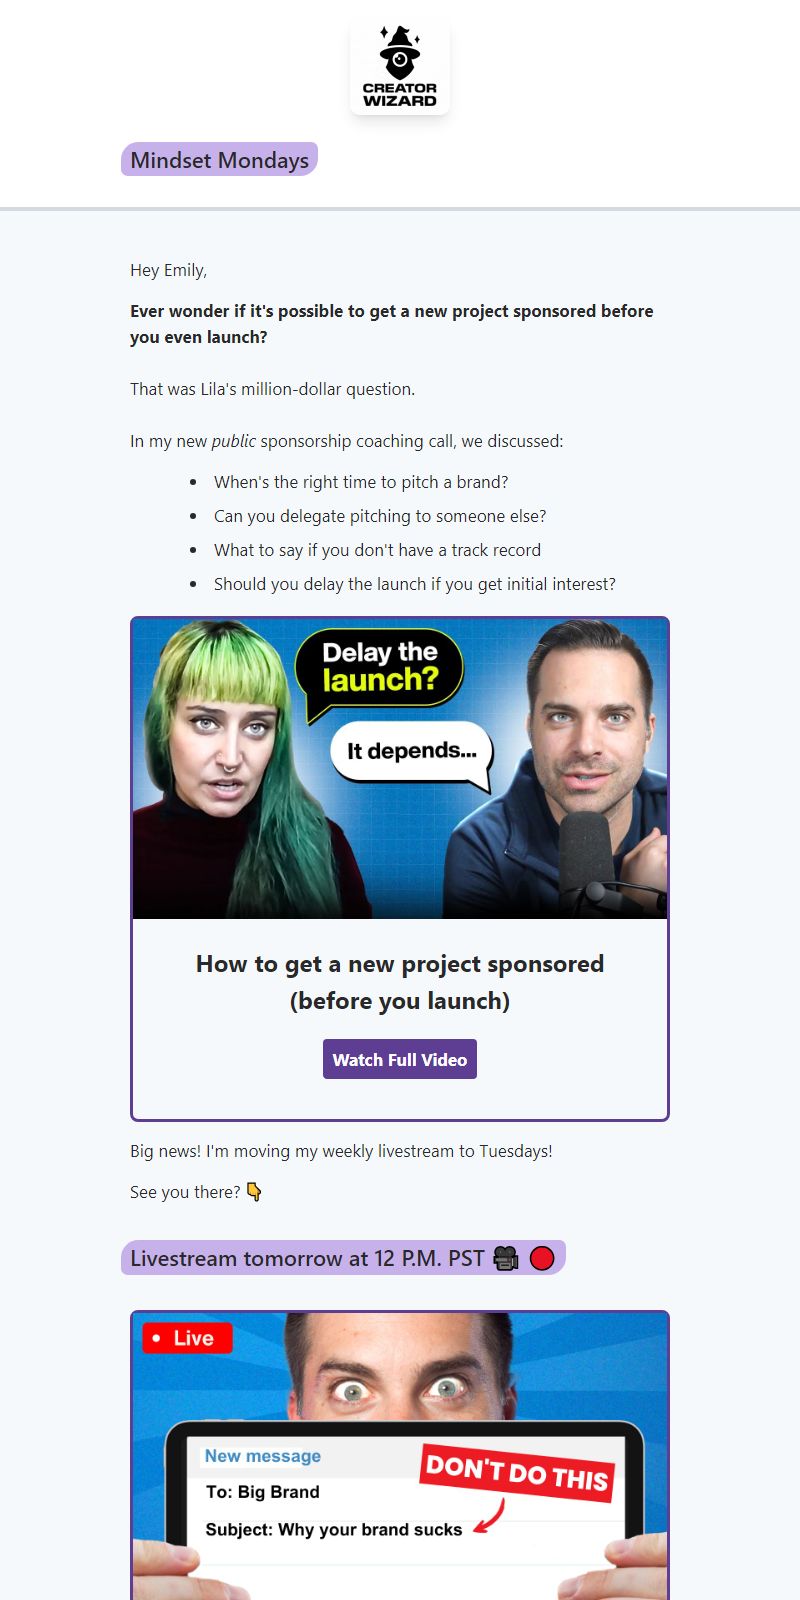 CREATOR
WIZARD
Mindset Mondays
Hey Emily,
Ever wonder if it's possible to get a new project sponsored before
you even launch?
That was Lila's million-dollar question.
In my new public sponsorship coaching call, we discussed:
• When's the right time to pitch a brand?
• Can you delegate pitching to someone else?
• What to say if you don't have a track record
• Should you delay the launch if you get initial interest?
Delay the
launch?
It depends...
How to get a new project sponsored
(before you launch)
Watch Full Video
Big news! I'm moving my weekly livestream to Tuesdays!
See you there? 👇
Livestream tomorrow at 12 P.M. PST 🎥 🔴
• Live
New message
DON'T DO THIS
To: Big Brand
Subject: Why your brand sucks